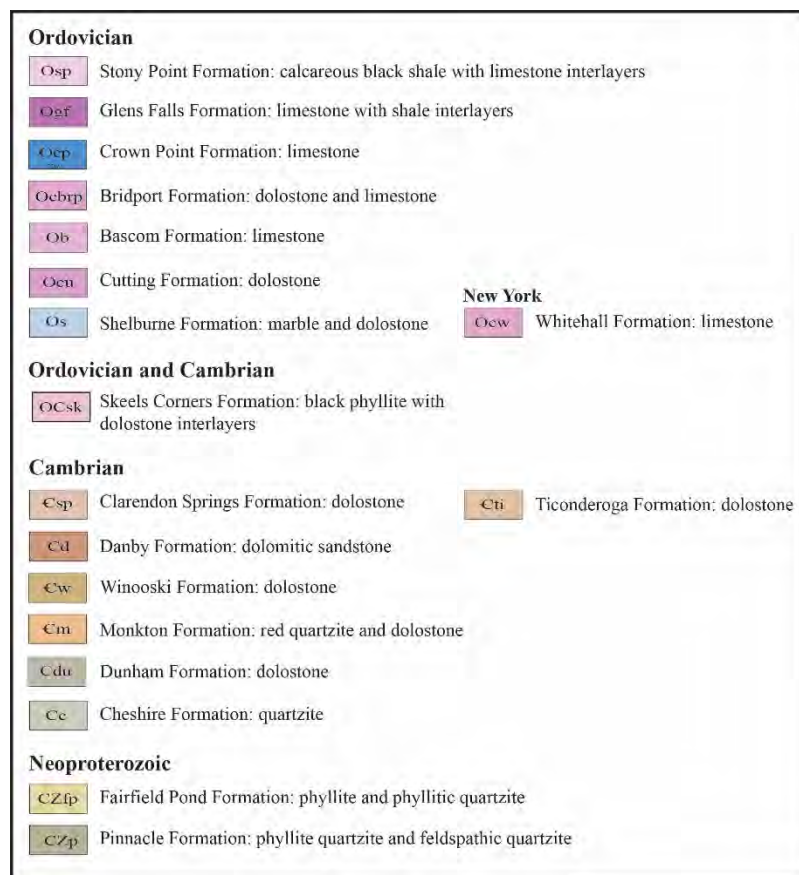 Ordovician
Osp Stony Point Formation: calcareous black shale with limestone interlayers
Ogf Glens Falls Formation: limestone with shale interlayers
Ocp Crown Point Formation: limestone
Ocbrp Bridport Formation: dolostone and limestone
Ob Bascom Formation: limestone
Ocu Cutting Formation: dolostone
New York
Os Shelburne Formation: marble and dolostone
Ocw Whitehall Formation: limestone
Ordovician and Cambrian
OCsk Skeels Corners Formation: black phyllite with
dolostone interlayers
Cambrian
Єsp Clarendon Springs Formation: dolostone
Єti Ticonderoga Formation: dolostone
Cd Danby Formation: dolomitic sandstone
Єw Winooski Formation: dolostone
Єm Monkton Formation: red quartzite and dolostone
Cdu Dunham Formation: dolostone
Cc Cheshire Formation: quartzite
Neoproterozoic
CZfp Fairfield Pond Formation: phyllite and phyllitic quartzite
CZp Pinnacle Formation: phyllite quartzite and feldspathic quartzite